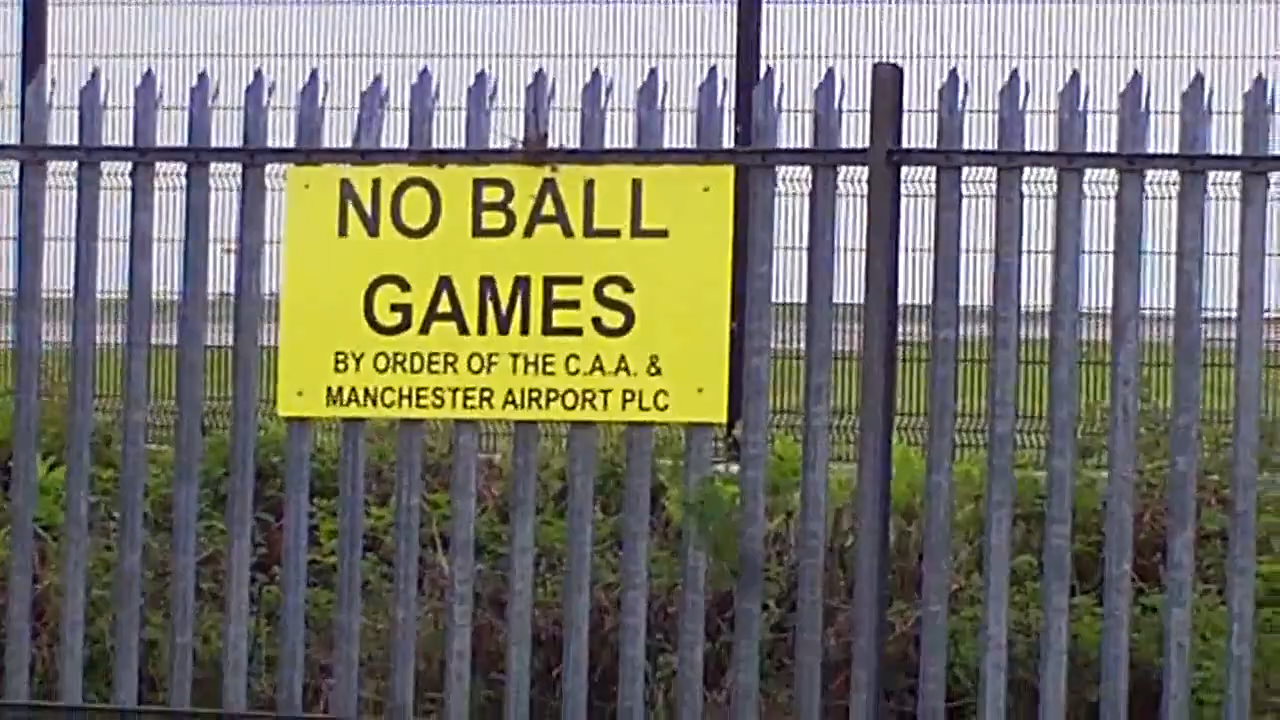 NO BALL
GAMES
BY ORDER OF THE C.A.A. &
MANCHESTER AIRPORT PLC